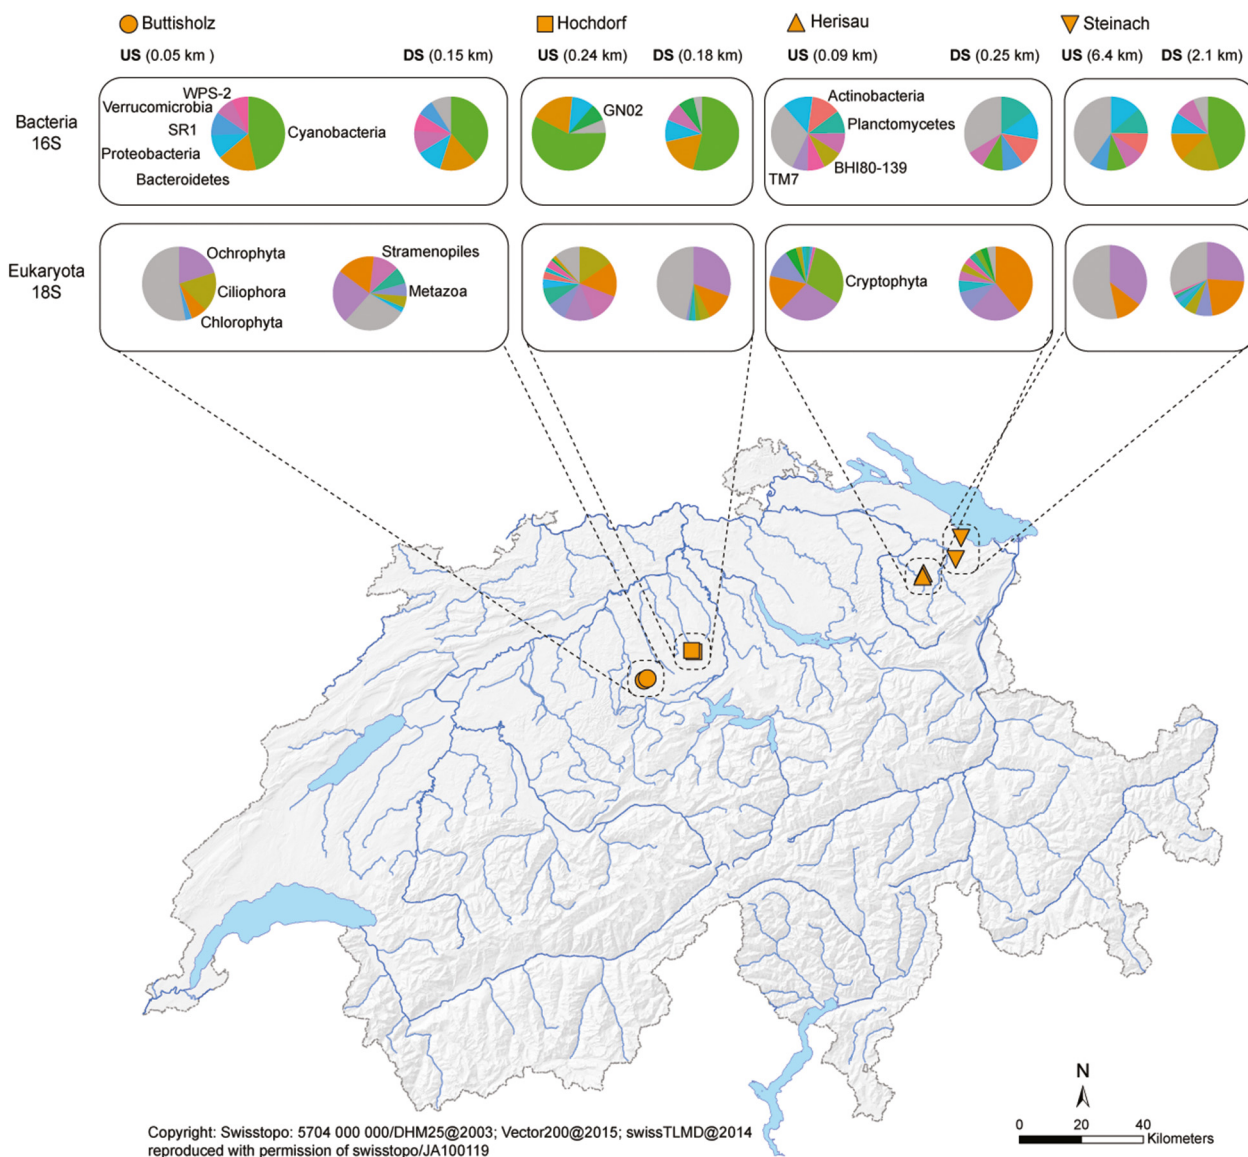 Buttisholz
Hochdorf
Herisau
Steinach
US (0.05 km )
DS (0.15 km)
US (0.24 km)
DS (0.18 km)
US (0.09 km)
DS (0.25 km)
US (6.4 km)
DS (2.1 km)
Bacteria
16S
WPS-2
Verrucomicrobia
SR1
Proteobacteria
Bacteroidetes
Cyanobacteria
GN02
Actinobacteria
Planctomycetes
BHI80-139
TM7
Eukaryota
18S
Ochrophyta
Ciliophora
Chlorophyta
Stramenopiles
Metazoa
Cryptophyta
N
0 20 40
Kilometers
Copyright: Swisstopo: 5704 000 000/DHM25@2003; Vector200@2015; swissTLMD@2014
reproduced with permission of swisstopo/JA100119